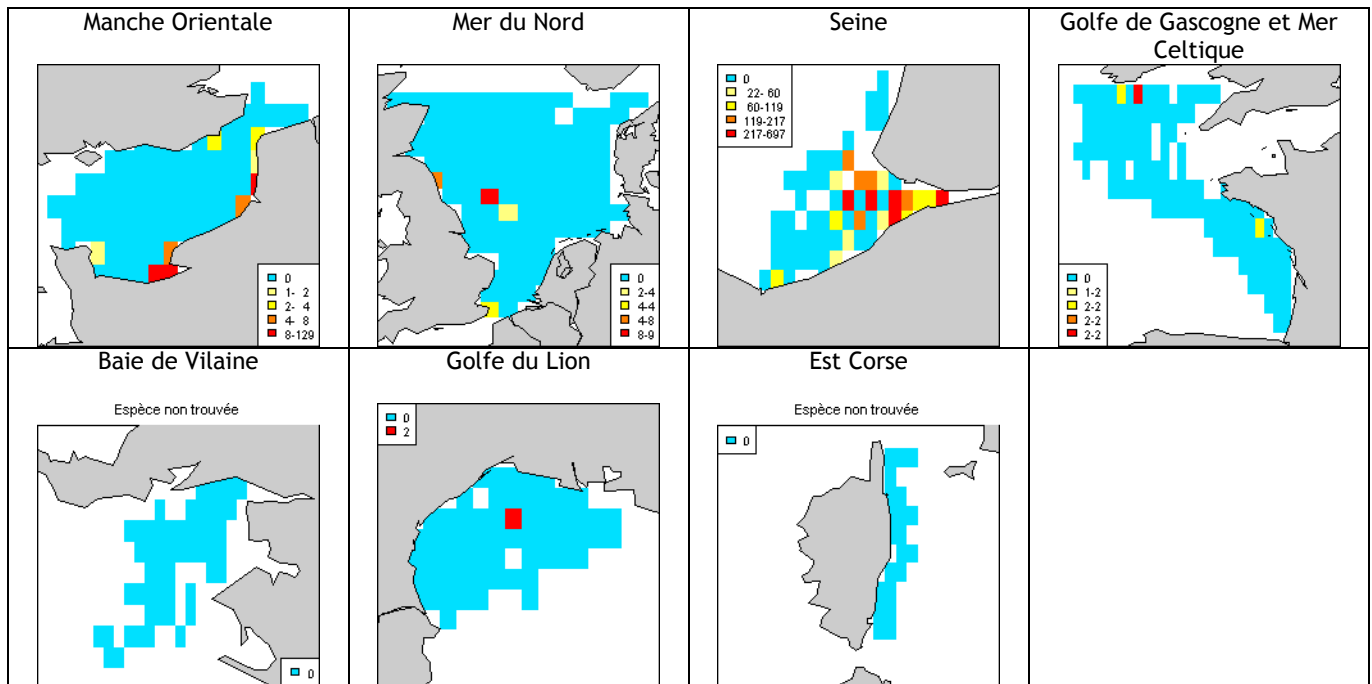 Manche Orientale
0
1- 2
2- 4
4- 8
8-129
Mer du Nord
0
2-4
4-4
4-8
8-9
Seine
0
22- 60
60-119
119-217
217-697
Golfe de Gascogne et Mer
Celtique
0
1-2
2-2
2-2
2-2
Baie de Vilaine
Espèce non trouvée
0
Golfe du Lion
0
2
Est Corse
Espèce non trouvée
0